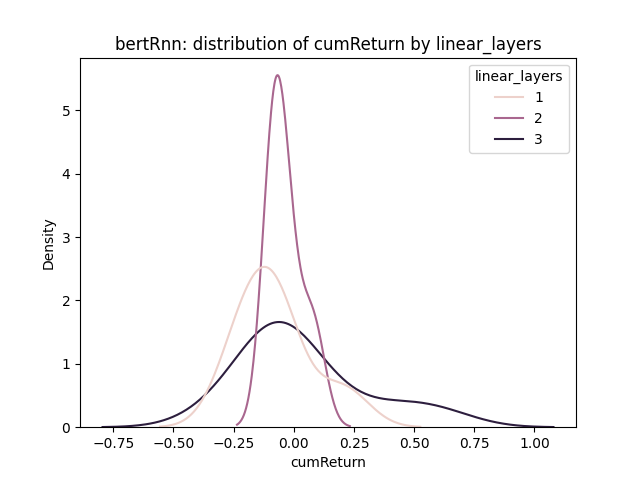 bertRnn: distribution of cumReturn by linear_layers
linear_layers
1
2
3
Density
5
4
3
2
1
0
−0.75 −0.50 −0.25 0.00 0.25 0.50 0.75 1.00
cumReturn